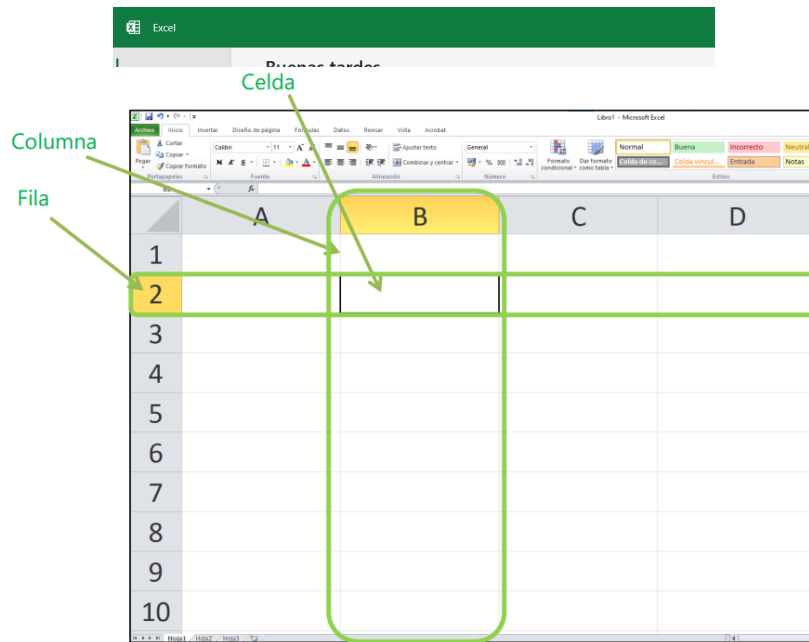 Excel
Buenas tardes
Celda
Columna
Fila
Libro1 - Microsoft Excel
Archivo Inicio Insertar Diseño de página Fórmulas Datos Revisar Vista Acrobat
Pegar
Cortar
Copiar
Copiar formato
Portapapeles
Calibri 11
N K S
Fuente
Ajustar texto
Combinar y centrar
Alineación
General
% 000
Número
Formato condicional
Dar formato como tabla
Normal Buena Incorrecto Neutral
Celda de co... Celda vincul... Entrada Notas
Estilos
A B C D
1
2
3
4
5
6
7
8
9
10
Hoja1 Hoja2 Hoja3